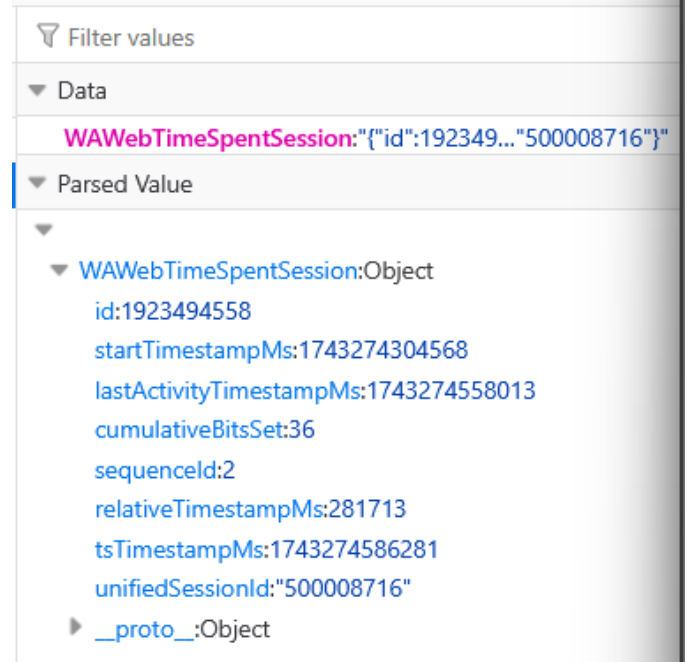 Filter values
Data
WAWebTimeSpentSession:"{"id":192349..."500008716"}"
Parsed Value
WAWebTimeSpentSession:Object
id:1923494558
startTimestampMs:1743274304568
lastActivityTimestampMs:1743274558013
cumulativeBitsSet:36
sequenceId:2
relativeTimestampMs:281713
tsTimestampMs:1743274586281
unifiedSessionId:"500008716"
__proto__:Object